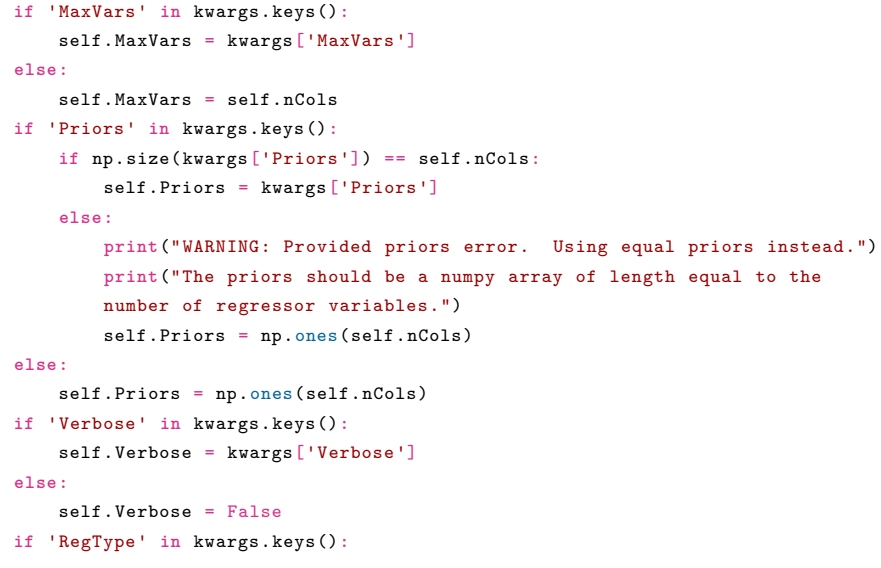 if 'MaxVars' in kwargs.keys():
    self.MaxVars = kwargs['MaxVars']
else:
    self.MaxVars = self.nCols
if 'Priors' in kwargs.keys():
    if np.size(kwargs['Priors']) == self.nCols:
        self.Priors = kwargs['Priors']
    else:
        print("WARNING: Provided priors error.  Using equal priors instead.")
        print("The priors should be a numpy array of length equal to the
        number of regressor variables.")
        self.Priors = np.ones(self.nCols)
else:
    self.Priors = np.ones(self.nCols)
if 'Verbose' in kwargs.keys():
    self.Verbose = kwargs['Verbose']
else:
    self.Verbose = False
if 'RegType' in kwargs.keys():